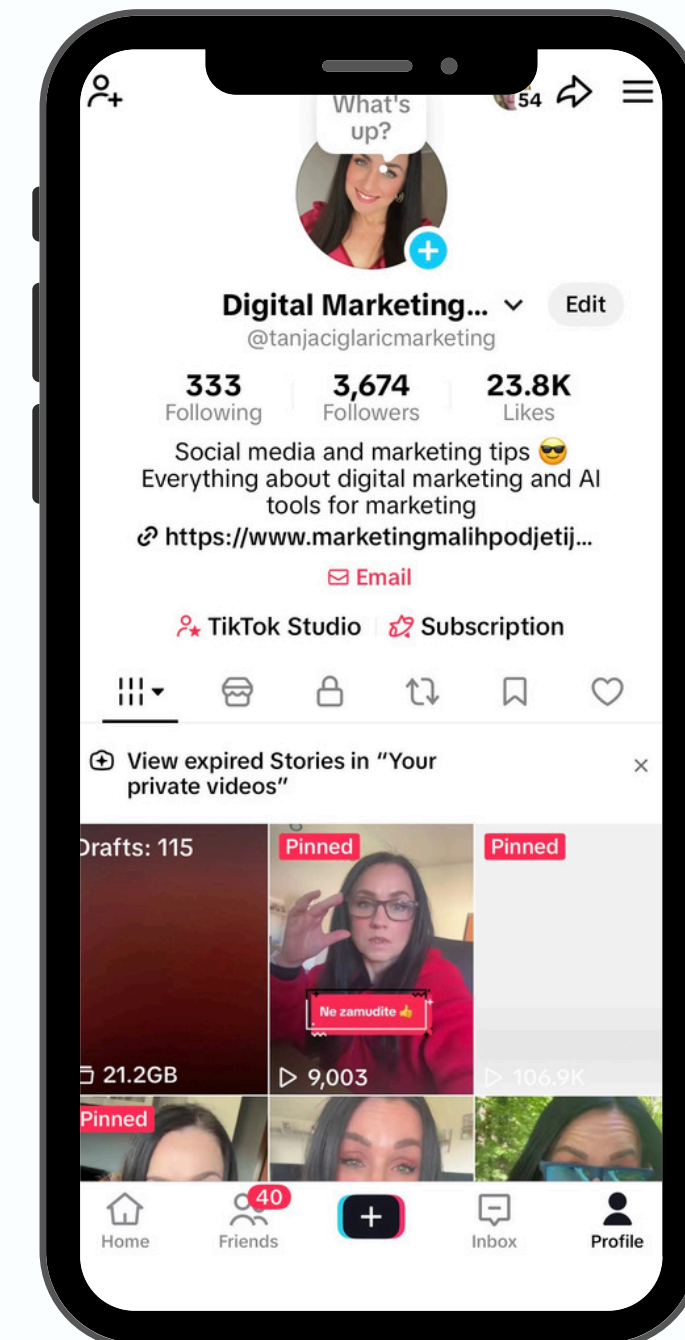 What's
up?
54
Digital Marketing...
Edit
@tanjaciglaricmarketing
333 3,674 23.8K
Following Followers Likes
Social media and marketing tips 😎
Everything about digital marketing and AI
tools for marketing
https://www.marketingmalihpodjetij...
Email
TikTok Studio Subscription
View expired Stories in “Your
private videos”
Drafts: 115
Pinned
Pinned
Ne zamudite 👍
21.2GB
9,003
106.9K
Pinned
40
Home Friends Inbox Profile